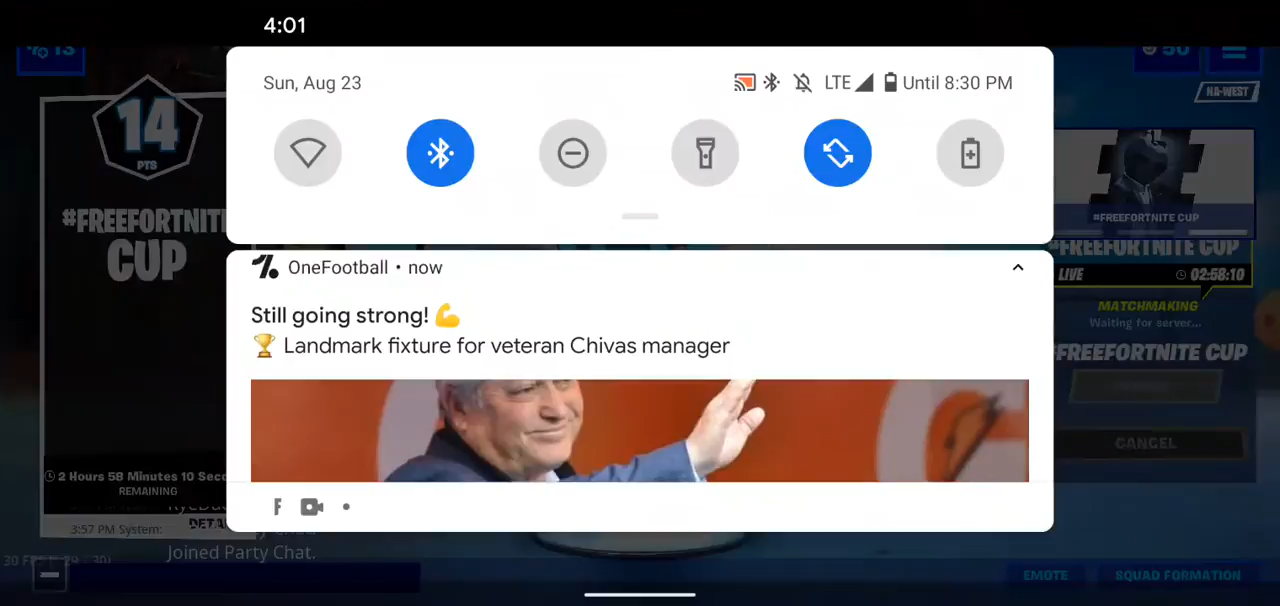 4:01
Sun, Aug 23
LTE
Until 8:30 PM
OneFootball • now
Still going strong! 💪
🏆 Landmark fixture for veteran Chivas manager
13
14
PTS
#FREEFORTNITE
CUP
2 Hours 58 Minutes 10
REMAINING
3:57 PM System:
Joined Party Chat.
30
50
NA-WEST
#FREEFORTNITE CUP
#FREEFORTNITE CUP
LIVE
02:58:10
MATCHMAKING
Waiting for server...
#FREEFORTNITE CUP
CANCEL
EMOTE
SQUAD FORMATION